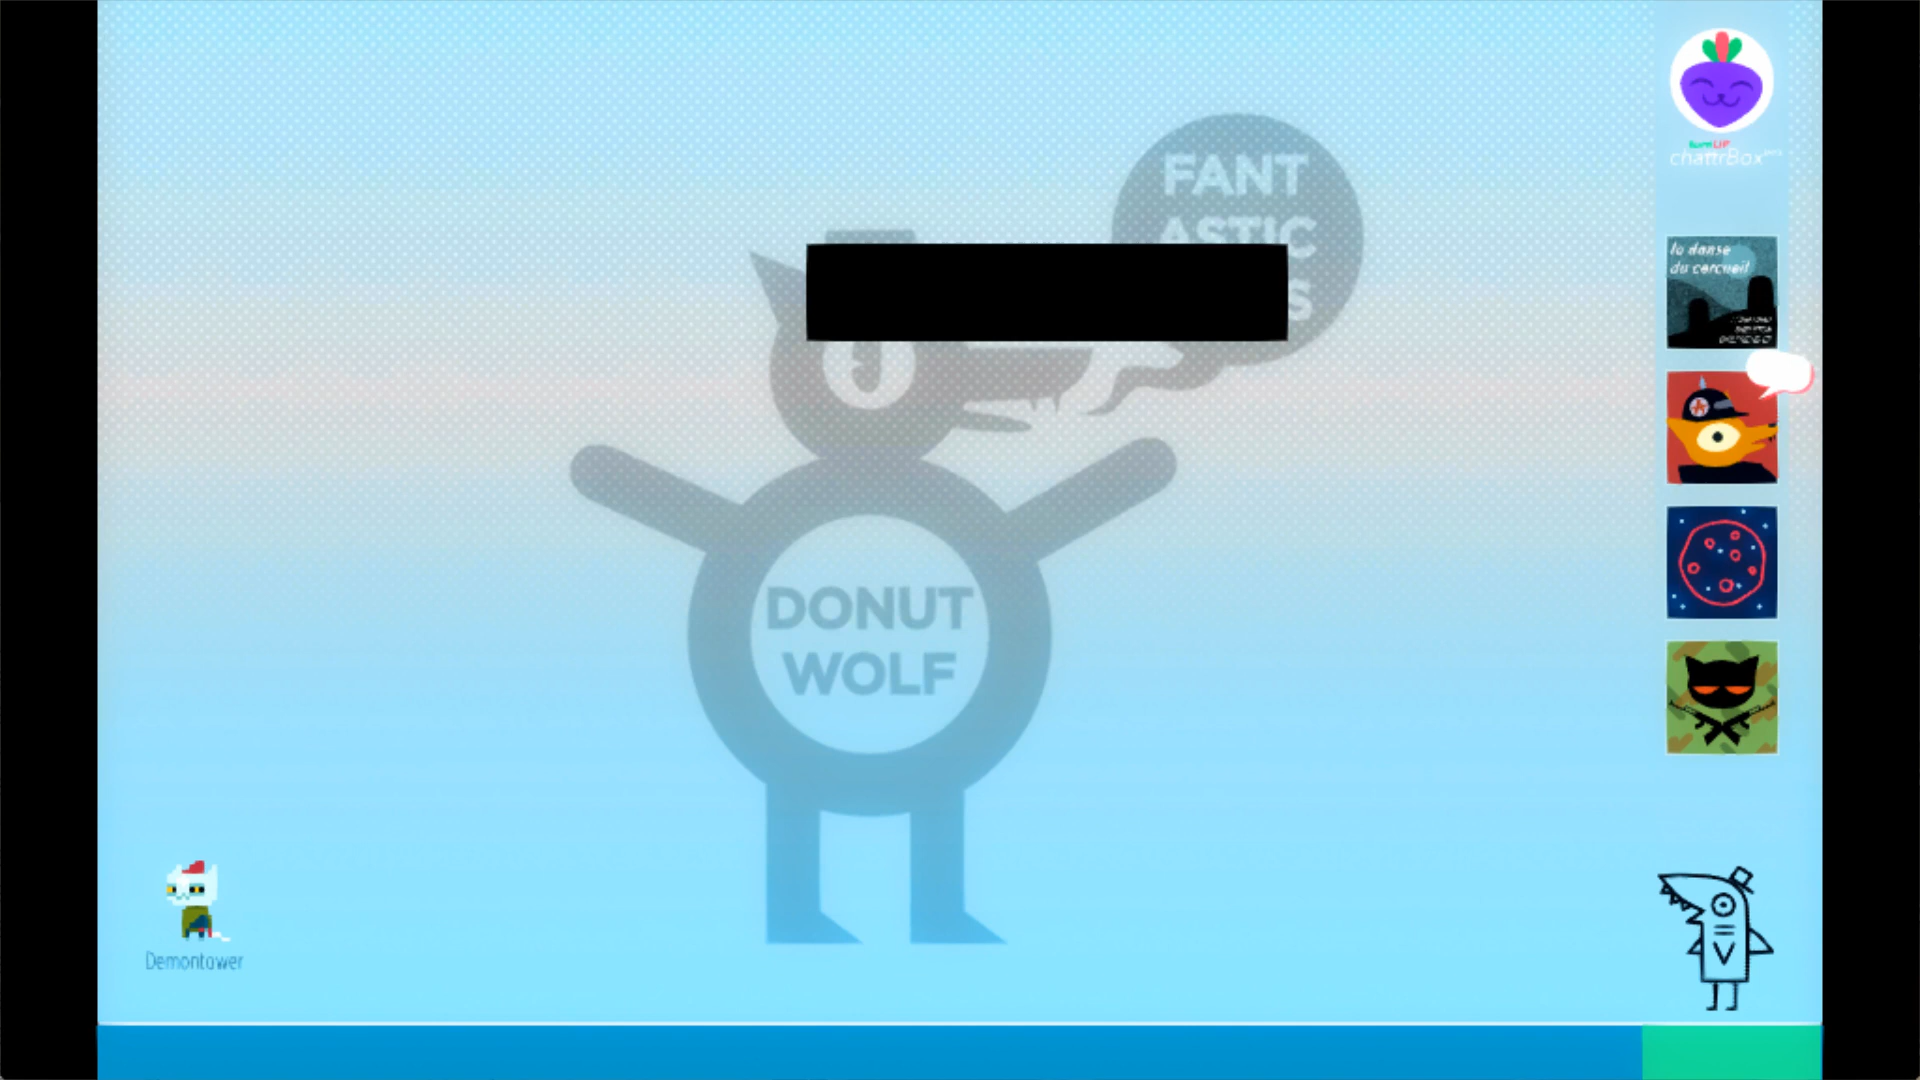 FANT
ASTIC
S
DONUT
WOLF
chattrBox
la danse
du cercueil
Demontower